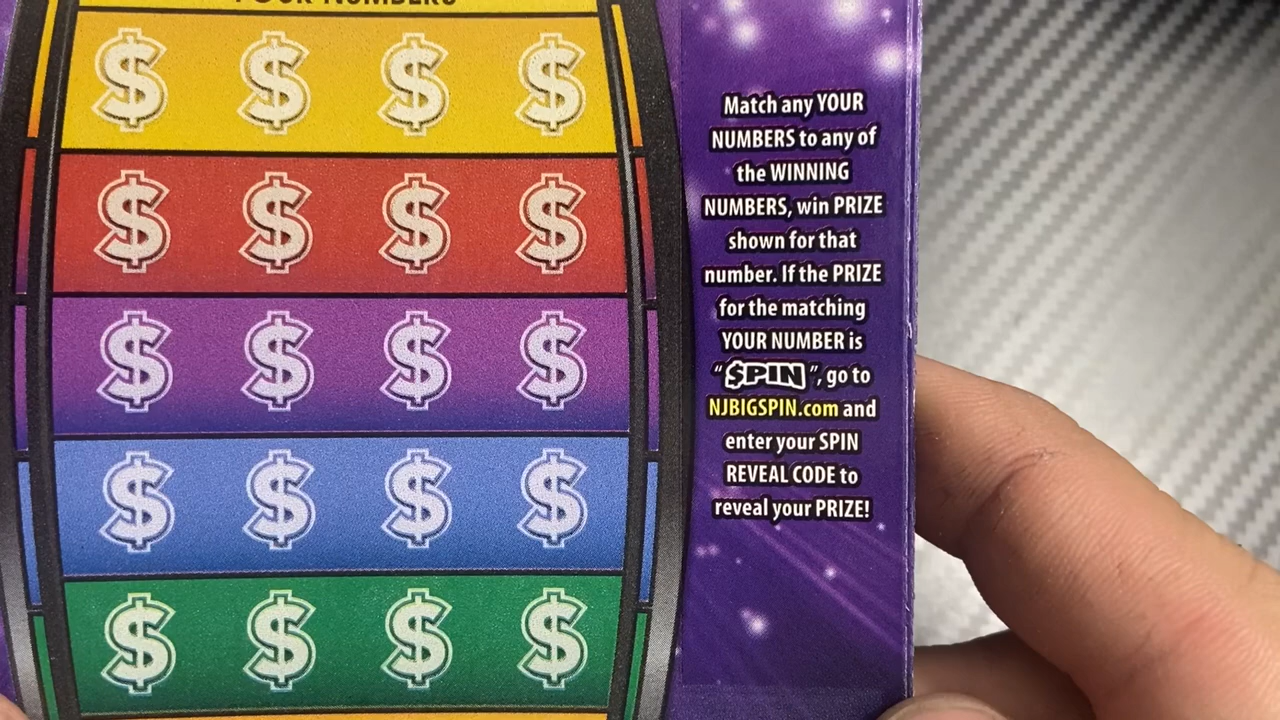 YOUR NUMBERS
$ $ $ $
$ $ $ $
$ $ $ $
$ $ $ $
$ $ $ $
Match any YOUR
NUMBERS to any of
the WINNING
NUMBERS, win PRIZE
shown for that
number. If the PRIZE
for the matching
YOUR NUMBER is
"$PIN", go to
NJBIGSPIN.com and
enter your SPIN
REVEAL CODE to
reveal your PRIZE!